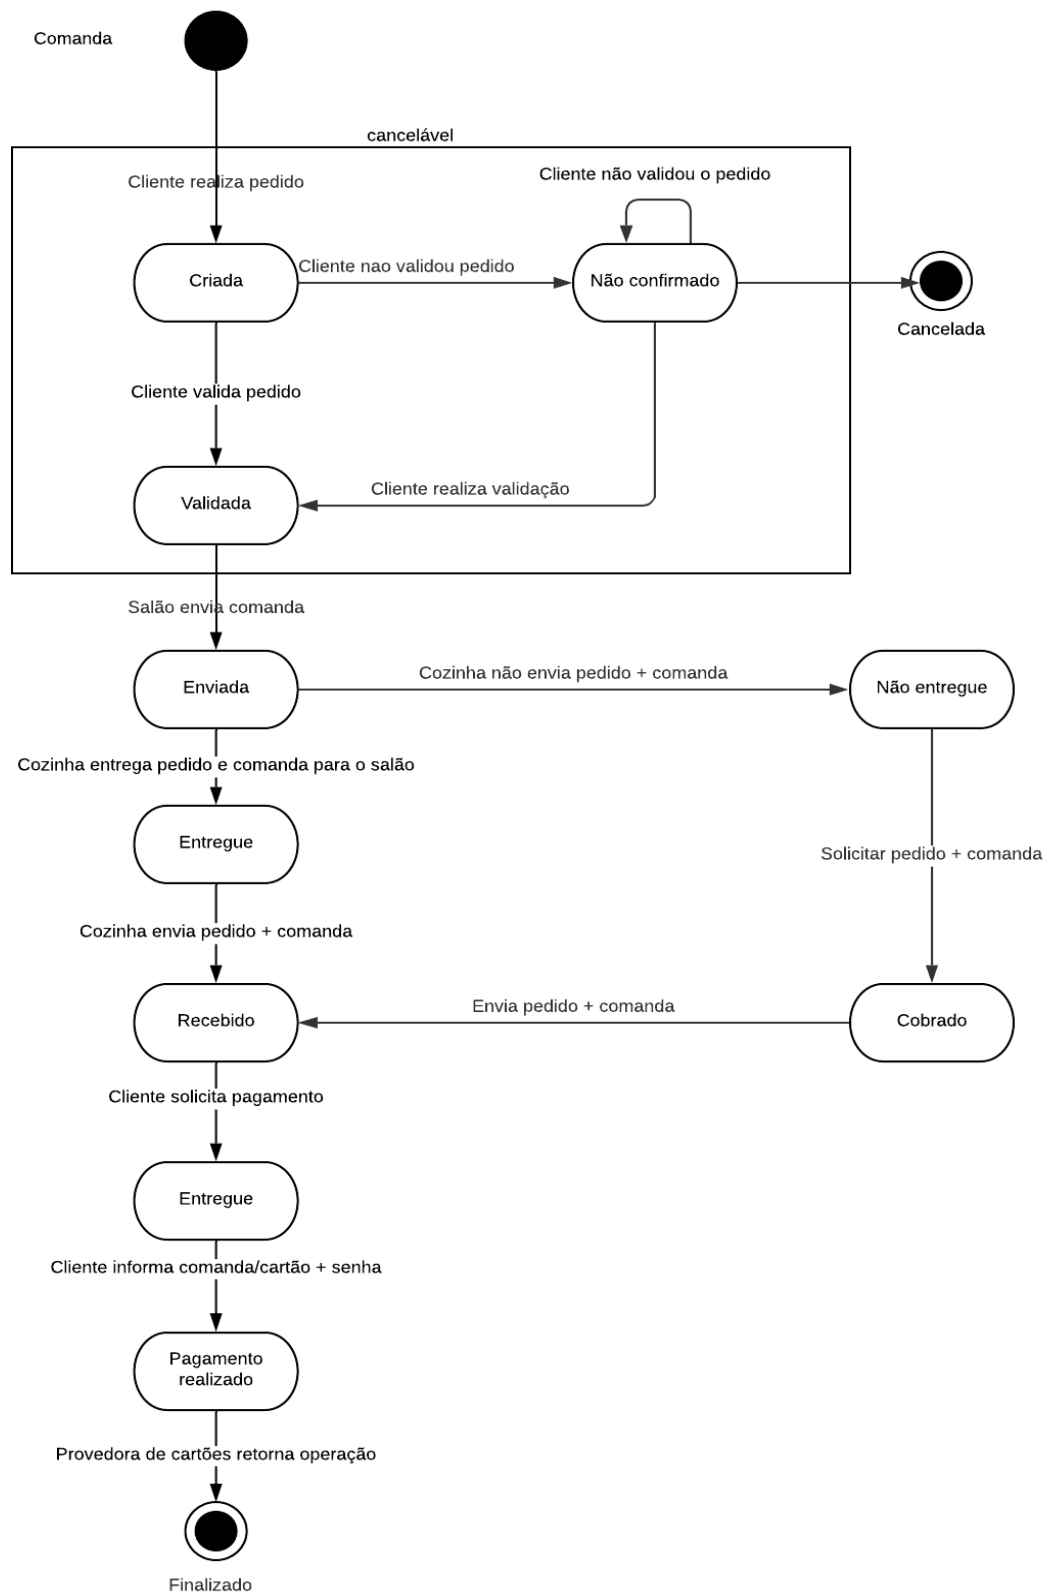 Comanda
cancelável
Cliente realiza pedido
Cliente não validou o pedido
Criada
Cliente nao validou pedido
Não confirmado
Cancelada
Cliente valida pedido
Validada
Cliente realiza validação
Salão envia comanda
Enviada
Cozinha não envia pedido + comanda
Não entregue
Cozinha entrega pedido e comanda para o salão
Entregue
Solicitar pedido + comanda
Cozinha envia pedido + comanda
Recebido
Envia pedido + comanda
Cobrado
Cliente solicita pagamento
Entregue
Cliente informa comanda/cartão + senha
Pagamento
realizado
Provedora de cartões retorna operação
Finalizado